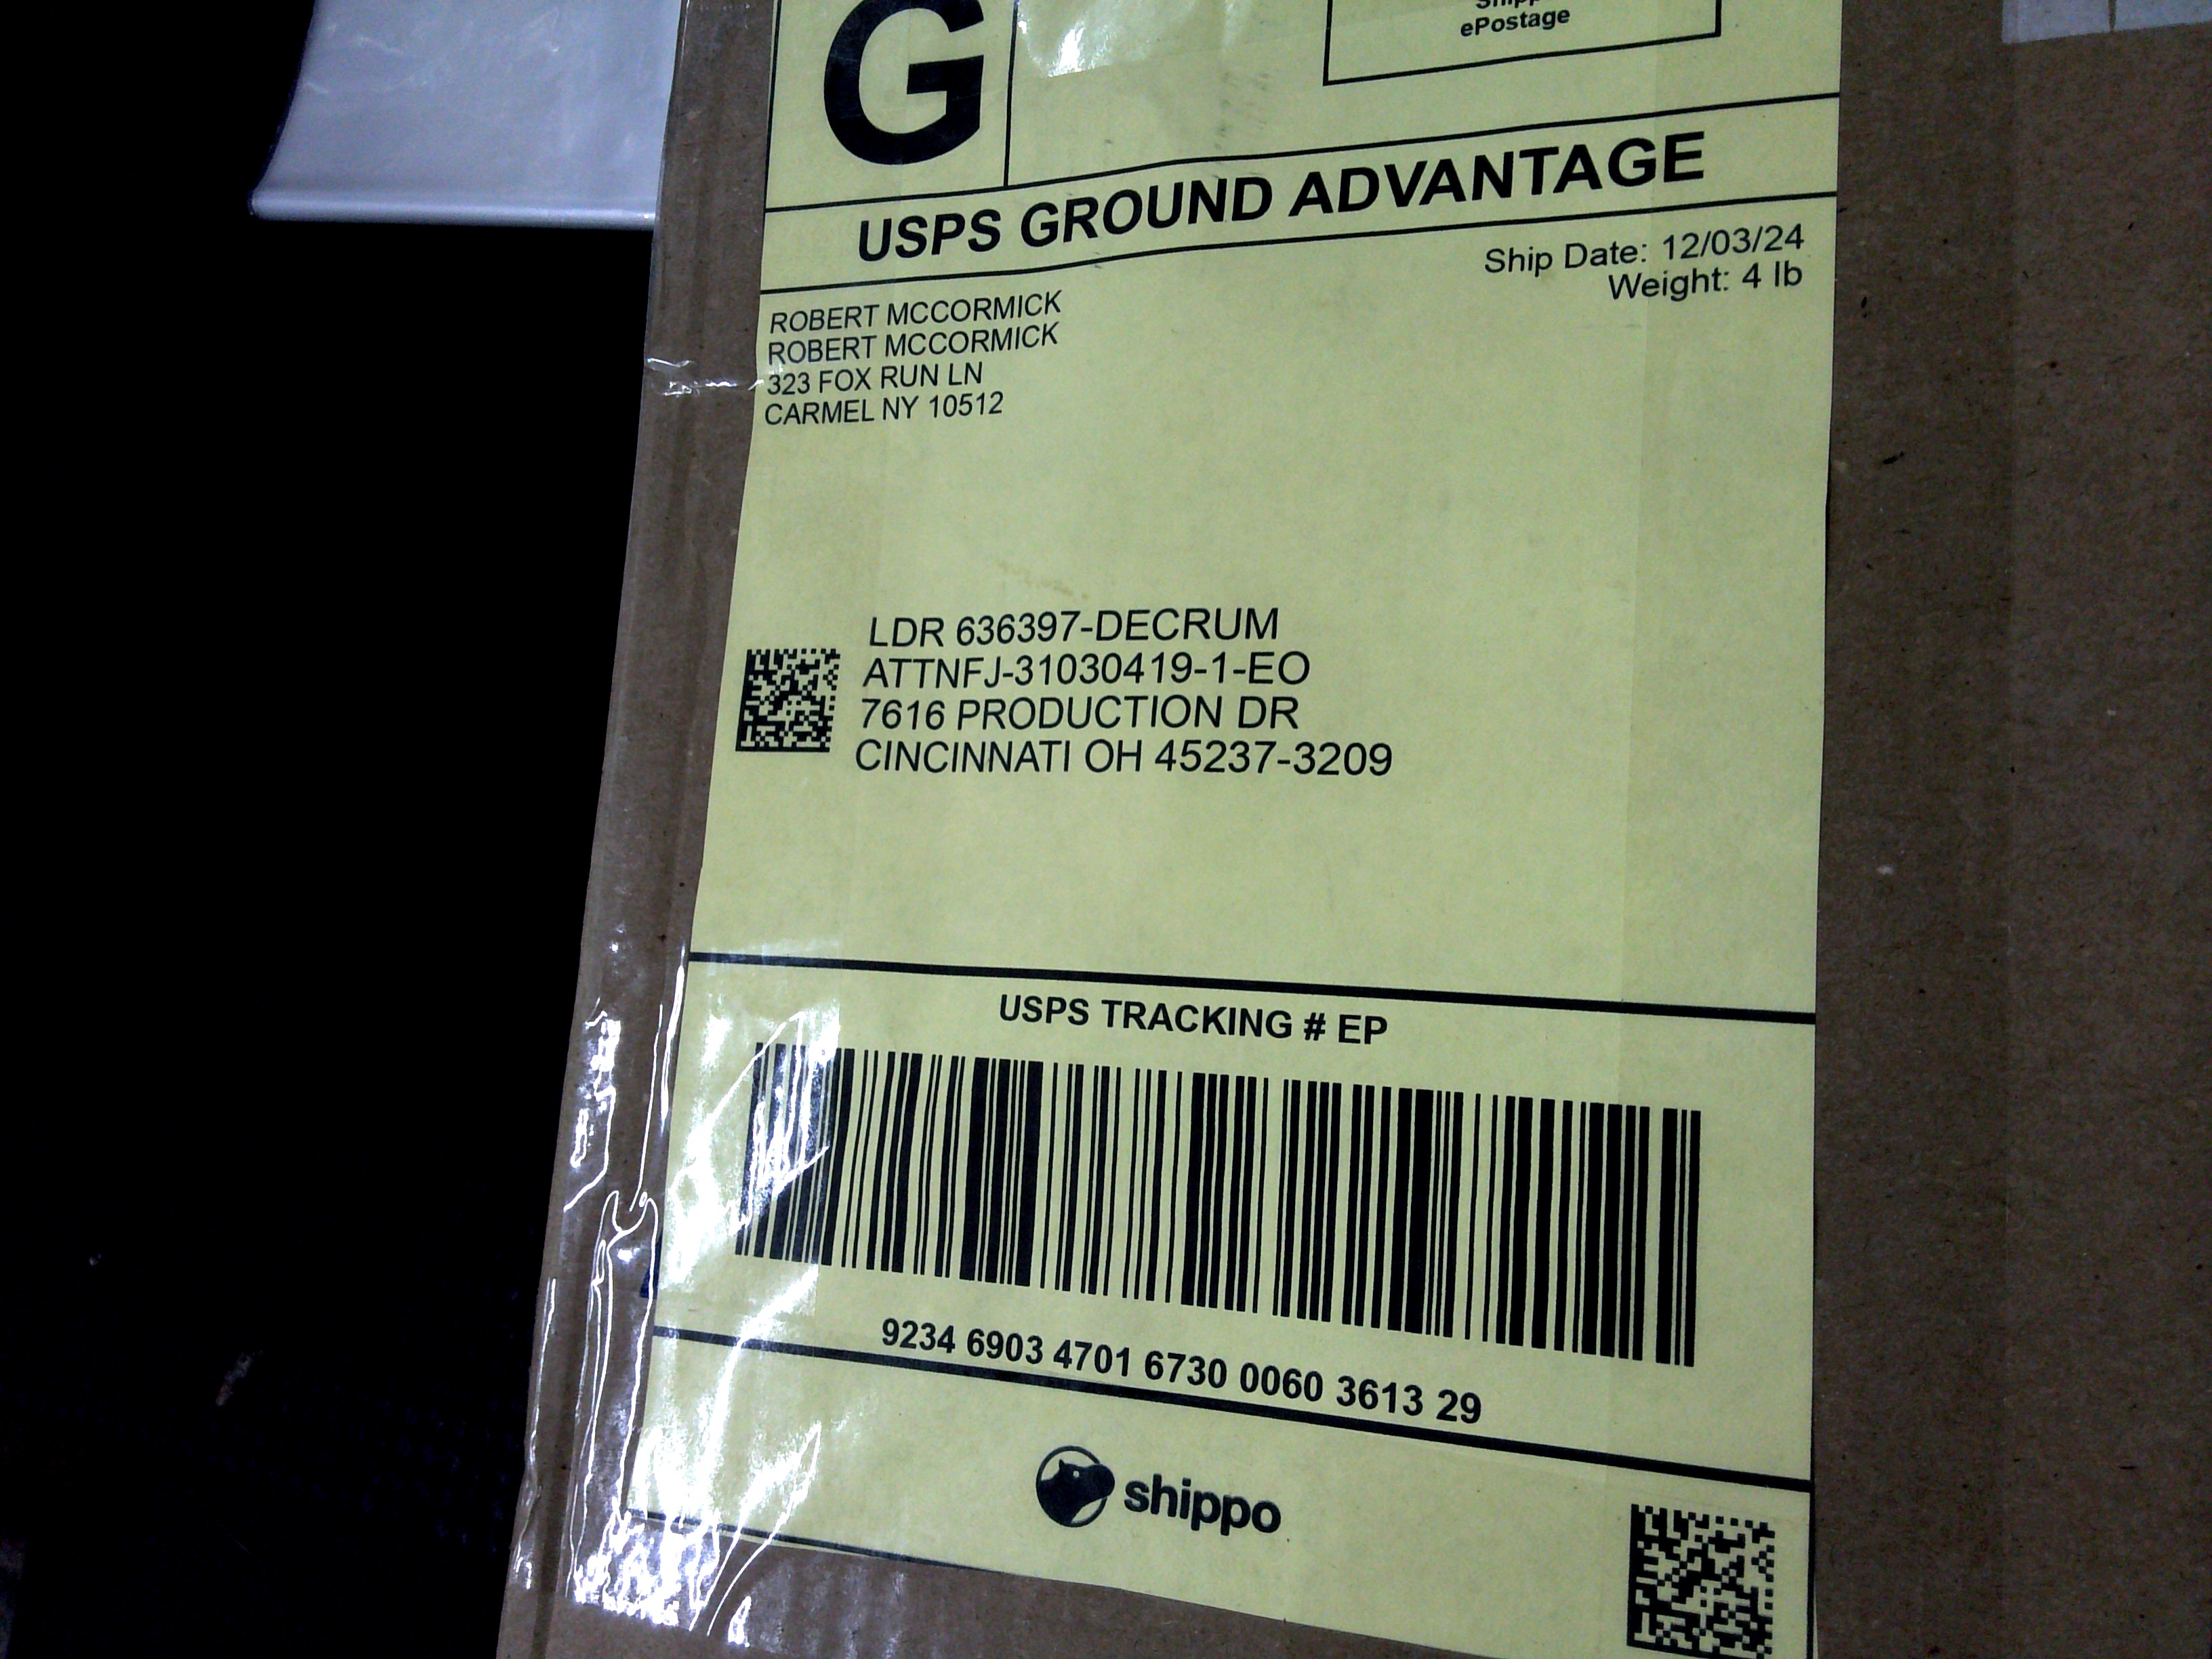 G
ePostage
USPS GROUND ADVANTAGE
Ship Date: 12/03/24
Weight: 4 lb
ROBERT MCCORMICK
ROBERT MCCORMICK
323 FOX RUN LN
CARMEL NY 10512
LDR 636397-DECRUM
ATTNFJ-31030419-1-EO
7616 PRODUCTION DR
CINCINNATI OH 45237-3209
USPS TRACKING # EP
9234 6903 4701 6730 0060 3613 29
shippo